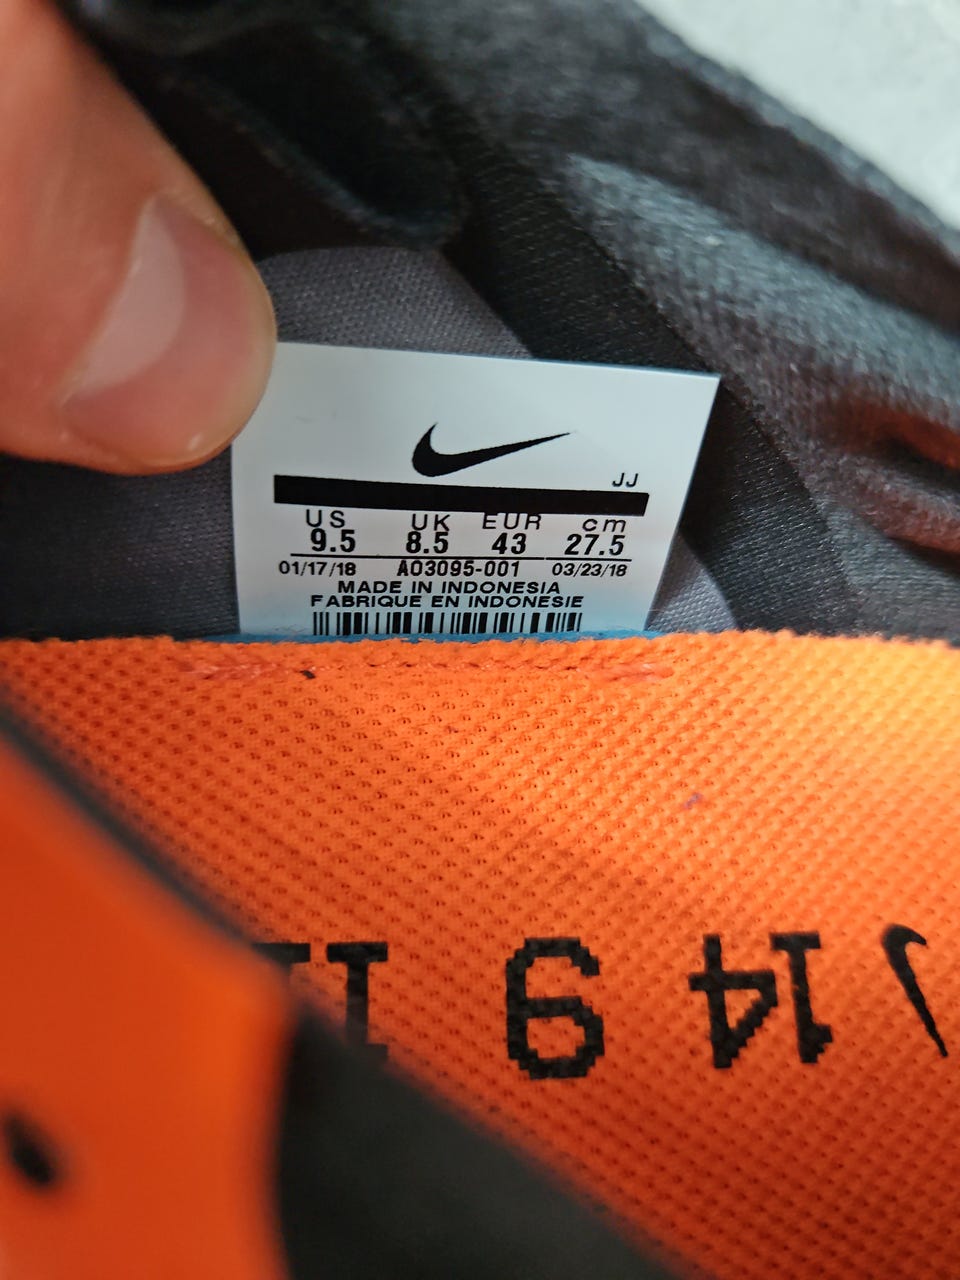 JJ
US UK EUR cm
9.5 8.5 43 27.5
01/17/18 AO3095-001 03/23/18
MADE IN INDONESIA
FABRIQUE EN INDONESIE
14